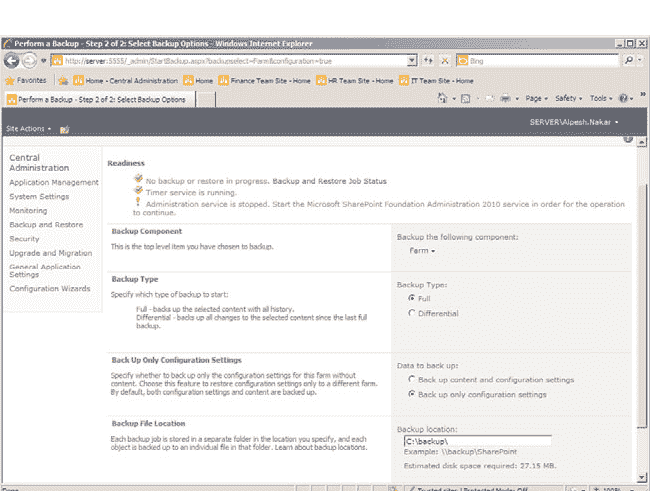 Perform a Backup - Step 2 of 2: Select Backup Options - Windows Internet Explorer
http://server:5555/_admin/StartBackup.aspx?backupselect=Farm&configuration=true
Bing
Favorites Home - Central Administration Home Finance Team Site - Home HR Team Site - Home IT Team Site - Home
Perform a Backup - Step 2 of 2: Select Backup Options
Page Safety Tools
SERVER\Alpesh.Nakar
Site Actions
Central
Administration
Application Management
System Settings
Monitoring
Backup and Restore
Security
Upgrade and Migration
General Application
Settings
Configuration Wizards
Readiness
No backup or restore in progress. Backup and Restore Job Status
Timer service is running.
Administration service is stopped. Start the Microsoft SharePoint Foundation Administration 2010 service in order for the operation
to continue.
Backup Component
This is the top level item you have chosen to backup.
Backup the following component:
Farm
Backup Type
Specify which type of backup to start:
Full - backs up the selected content with all history.
Differential - backs up all changes to the selected content since the last full
backup.
Backup Type:
Full
Differential
Back Up Only Configuration Settings
Specify whether to back up only the configuration settings for this farm without
content. Choose this feature to restore configuration settings only to a different farm.
By default, both configuration settings and content are backed up.
Data to back up:
Back up content and configuration settings
Back up only configuration settings
Backup File Location
Each backup job is stored in a separate folder in the location you specify, and each
object is backed up to an individual file in that folder. Learn about backup locations.
Backup location:
C:\backup\
Example: \\backup\SharePoint
Estimated disk space required: 27.15 MB.
Done
Trusted sites | Protected Mode: Off
100%